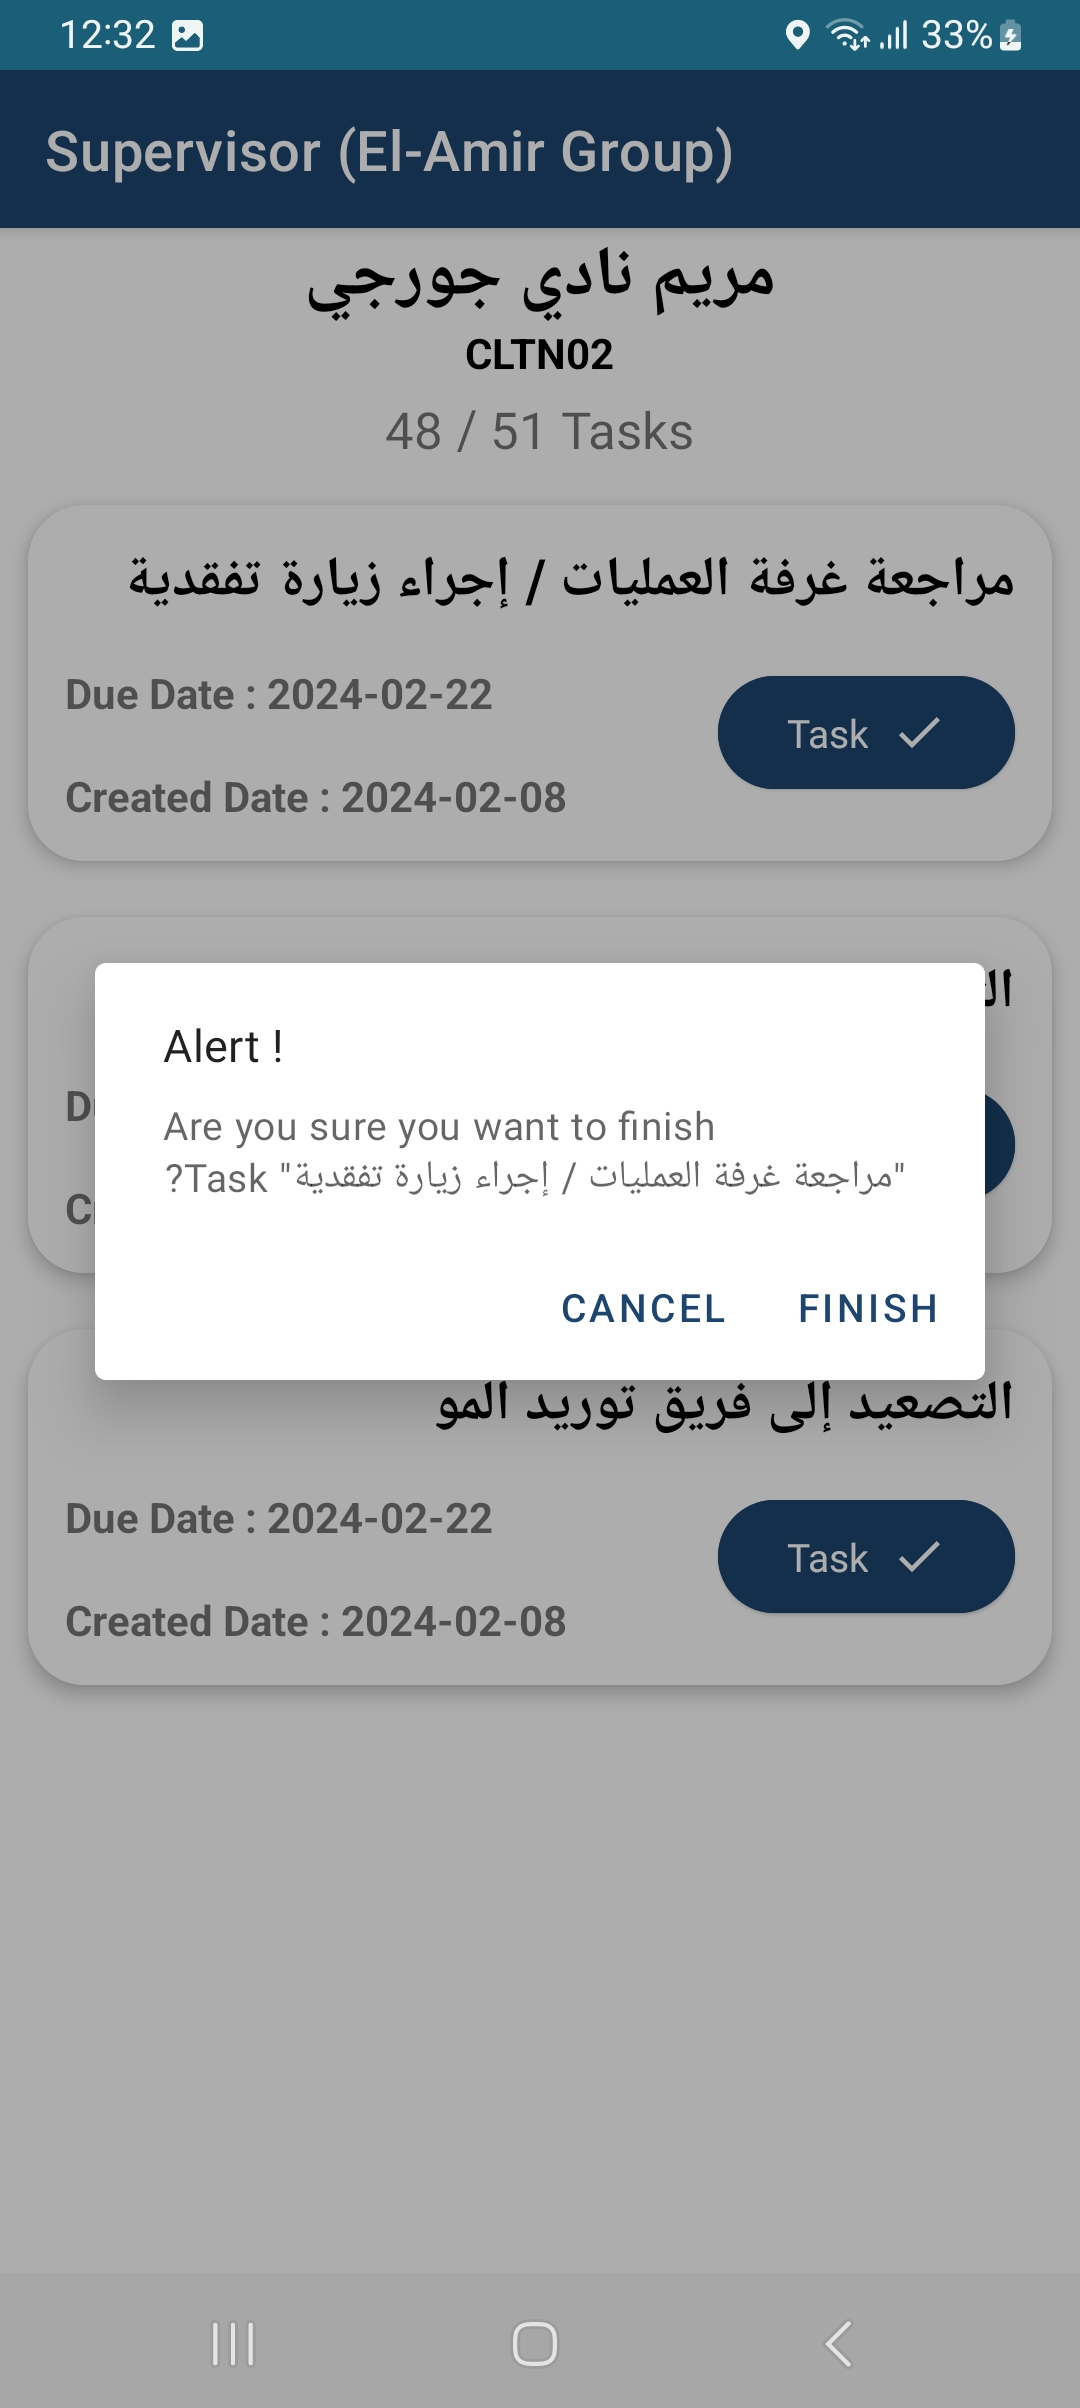 12:32 33%
Supervisor (El-Amir Group)
مريم نادي جورجي
CLTN02
48 / 51 Tasks
مراجعة غرفة العمليات / إجراء زيارة تفقدية
Due Date : 2024-02-22
Task
Created Date : 2024-02-08
Alert !
Are you sure you want to finish
?Task "مراجعة غرفة العمليات / إجراء زيارة تفقدية"
CANCEL FINISH
التصعيد إلى فريق توريد المو
Due Date : 2024-02-22
Task
Created Date : 2024-02-08